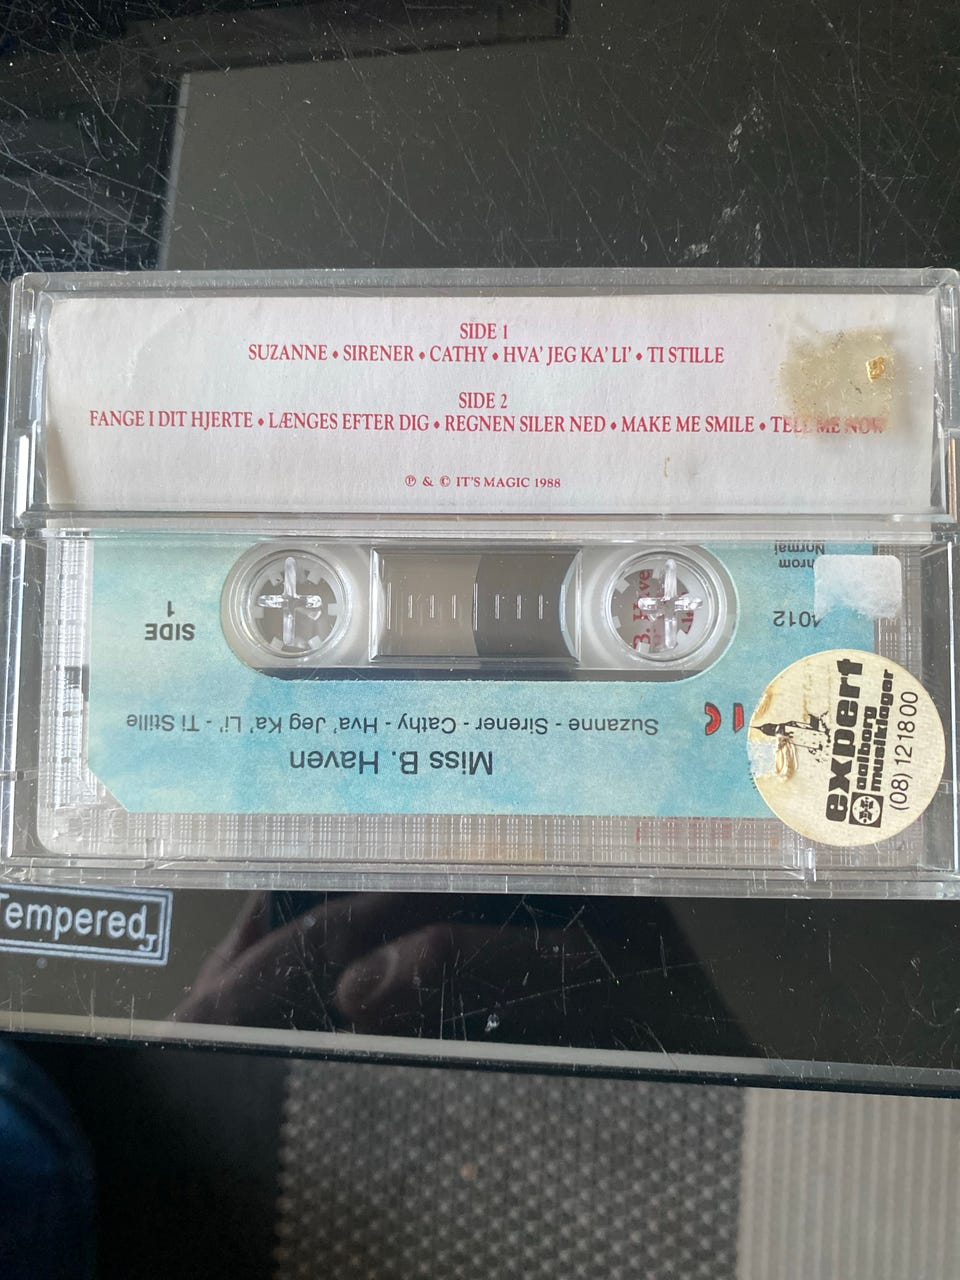 SIDE 1
SUZANNE • SIRENER • CATHY • HVA' JEG KA' LI' • TI STILLE
SIDE 2
FANGE I DIT HJERTE • LÆNGES EFTER DIG • REGNEN SILER NED • MAKE ME SMILE • TELL ME NOW
℗ & © IT'S MAGIC 1988
Normal
SIDE
1
Suzanne - Sirener - Cathy - Hva' Jeg Ka' Li' - Ti Stille
Miss B. Haven
expert
aalborg
musiklager
(08) 12 18 00
Tempered